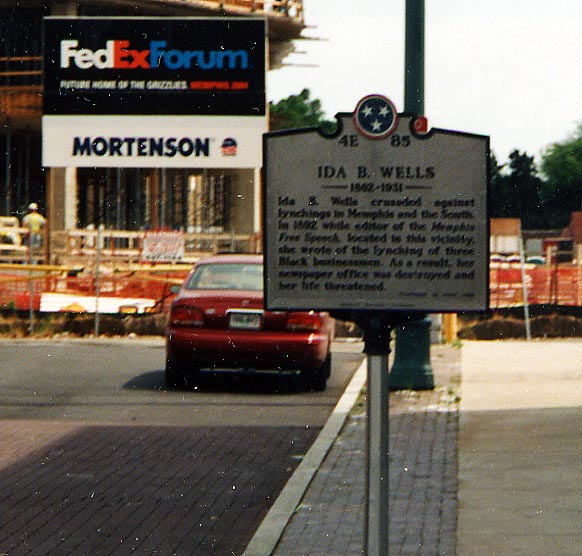 FedExForum
FUTURE HOME OF THE GRIZZLIES. MEMPHIS 2004
MORTENSON
4E 85
IDA B. WELLS
1862-1931
Ida B. Wells crusaded against
lynchings in Memphis and the South.
In 1892 while editor of the Memphis
Free Speech, located in this vicinity,
she wrote of the lynching of three
Black businessmen. As a result, her
newspaper office was destroyed and
her life threatened.